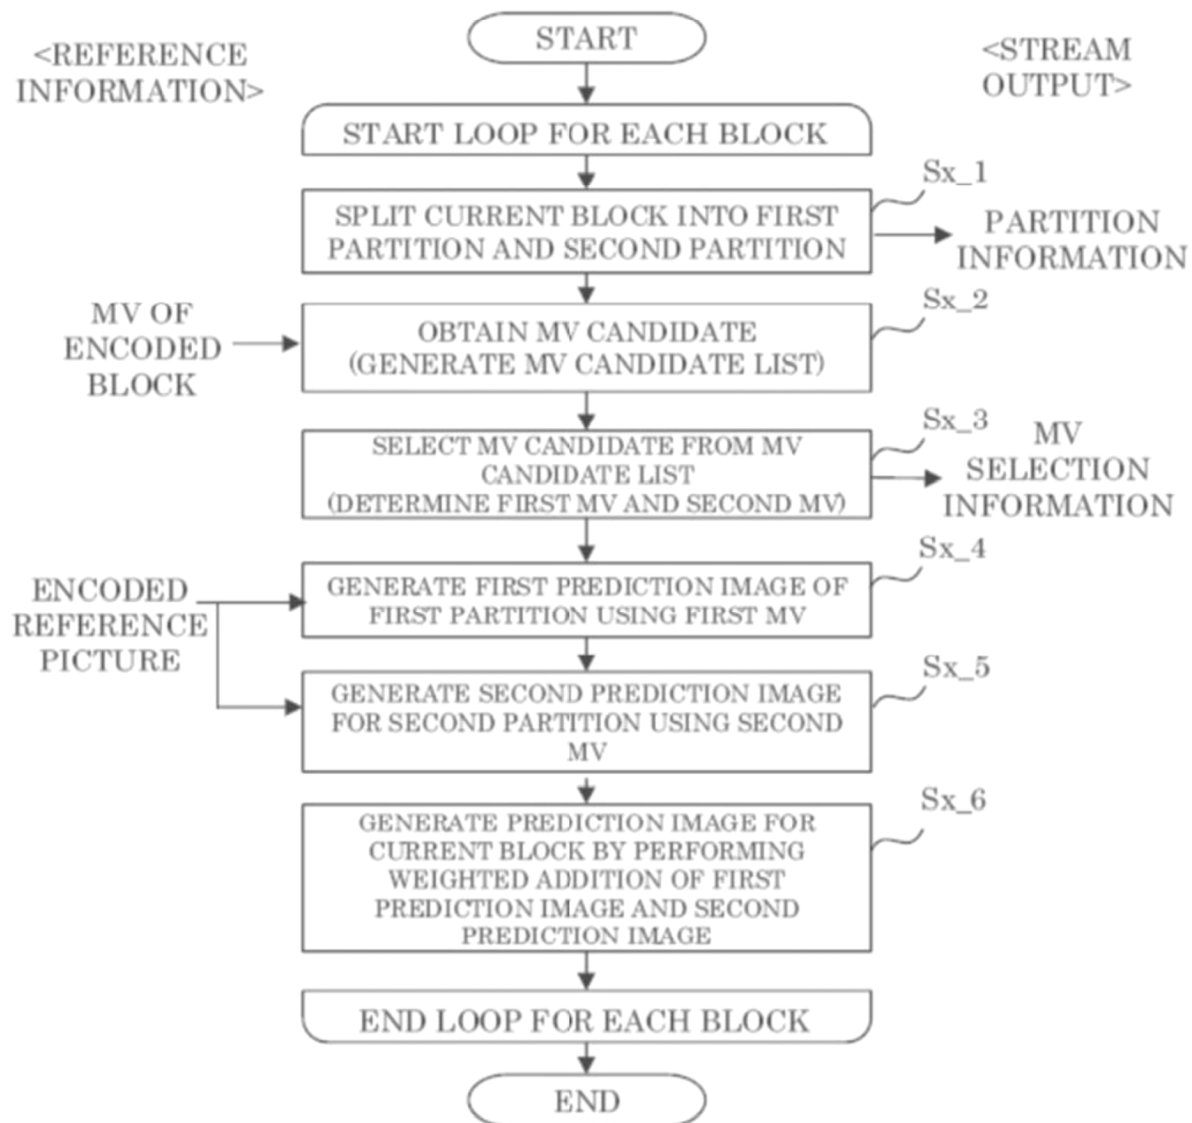 START
<REFERENCE
INFORMATION>
<STREAM
OUTPUT>
START LOOP FOR EACH BLOCK
Sx_1
SPLIT CURRENT BLOCK INTO FIRST
PARTITION AND SECOND PARTITION
PARTITION
INFORMATION
Sx_2
MV OF
ENCODED
BLOCK
OBTAIN MV CANDIDATE
(GENERATE MV CANDIDATE LIST)
Sx_3
SELECT MV CANDIDATE FROM MV
CANDIDATE LIST
(DETERMINE FIRST MV AND SECOND MV)
MV
SELECTION
INFORMATION
Sx_4
ENCODED
REFERENCE
PICTURE
GENERATE FIRST PREDICTION IMAGE OF
FIRST PARTITION USING FIRST MV
Sx_5
GENERATE SECOND PREDICTION IMAGE
FOR SECOND PARTITION USING SECOND
MV
Sx_6
GENERATE PREDICTION IMAGE FOR
CURRENT BLOCK BY PERFORMING
WEIGHTED ADDITION OF FIRST
PREDICTION IMAGE AND SECOND
PREDICTION IMAGE
END LOOP FOR EACH BLOCK
END